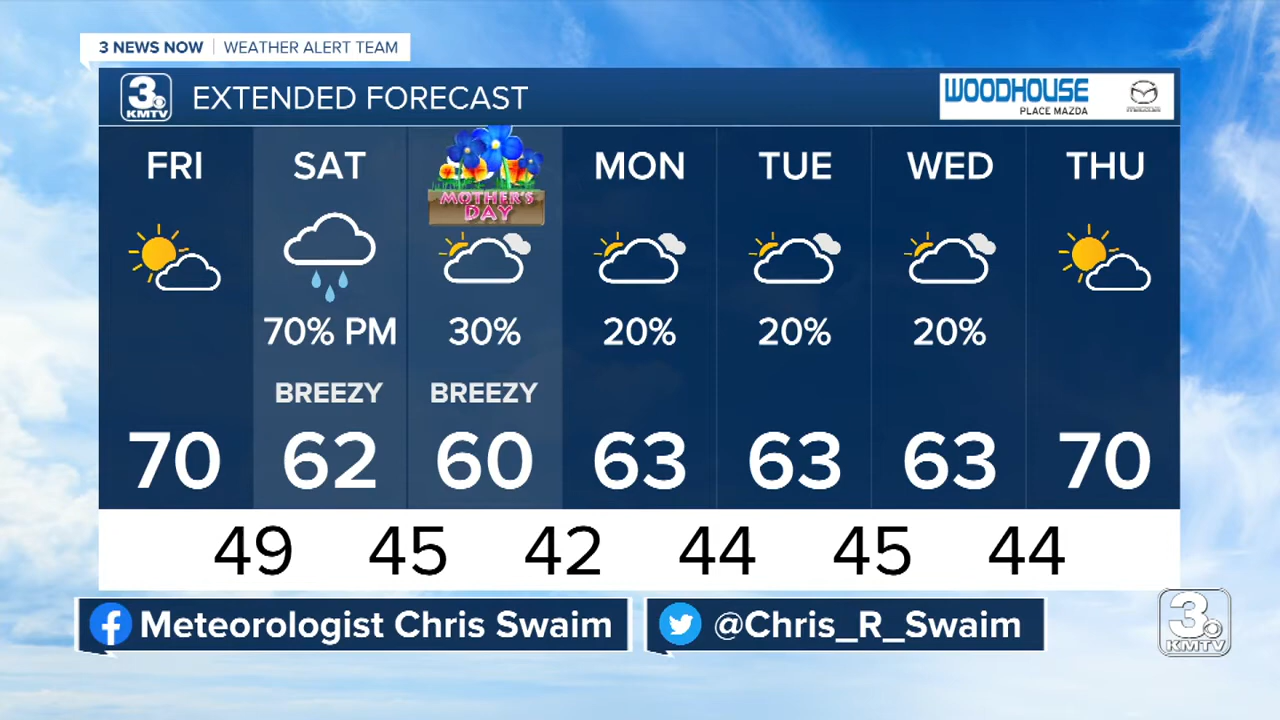 3 NEWS NOW | WEATHER ALERT TEAM
3 KMTV
EXTENDED FORECAST
WOODHOUSE
PLACE MAZDA
mazda
FRI SAT MOTHER'S DAY MON TUE WED THU
70% PM 30% 20% 20% 20%
BREEZY BREEZY
70 62 60 63 63 63 70
49 45 42 44 45 44
Meteorologist Chris Swaim
@Chris_R_Swaim
3 KMTV